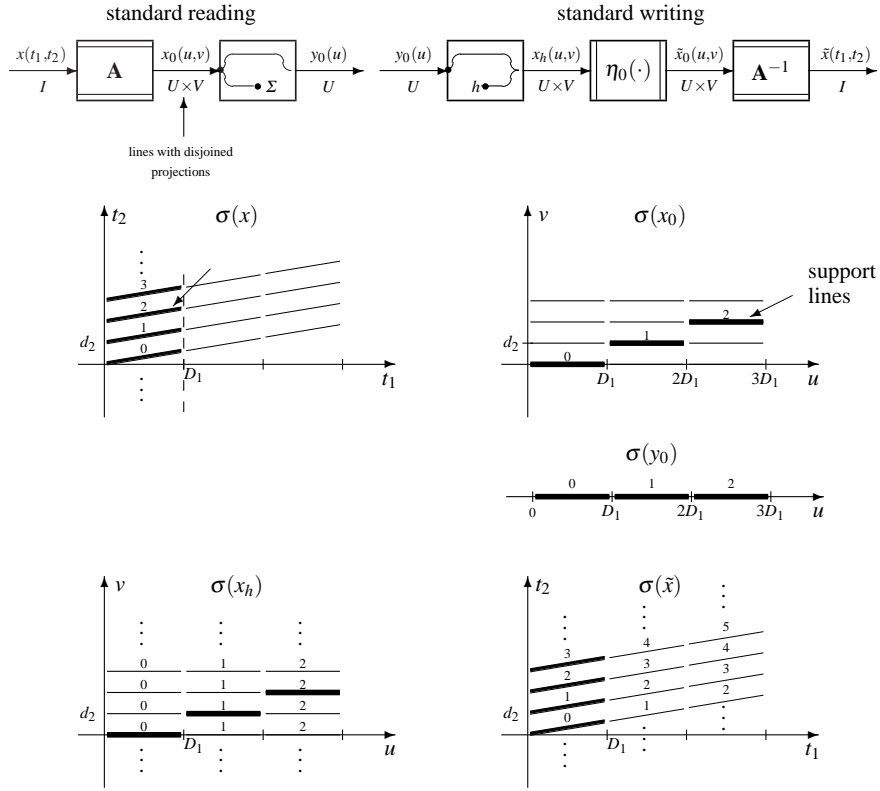 standard reading
standard writing
x(t₁,t₂) A x₀(u,v) Σ y₀(u)
I U×V U
y₀(u) h x_h(u,v) η₀(·) x̃₀(u,v) A⁻¹ x̃(t₁,t₂)
U U×V U×V I
lines with disjoined
projections
t₂ σ(x)
3
2
1
0
d₂
D₁
t₁
v σ(x₀)
support
lines
2
1
0
d₂
D₁ 2D₁ 3D₁ u
σ(y₀)
0 1 2
0 D₁ 2D₁ 3D₁ u
v σ(x_h)
0 1 2
0 1 2
0 1 2
0 1 2
d₂
D₁ u
t₂ σ(x̃)
3 4 5
2 3 4
1 2 3
0 1 2
d₂
D₁ t₁